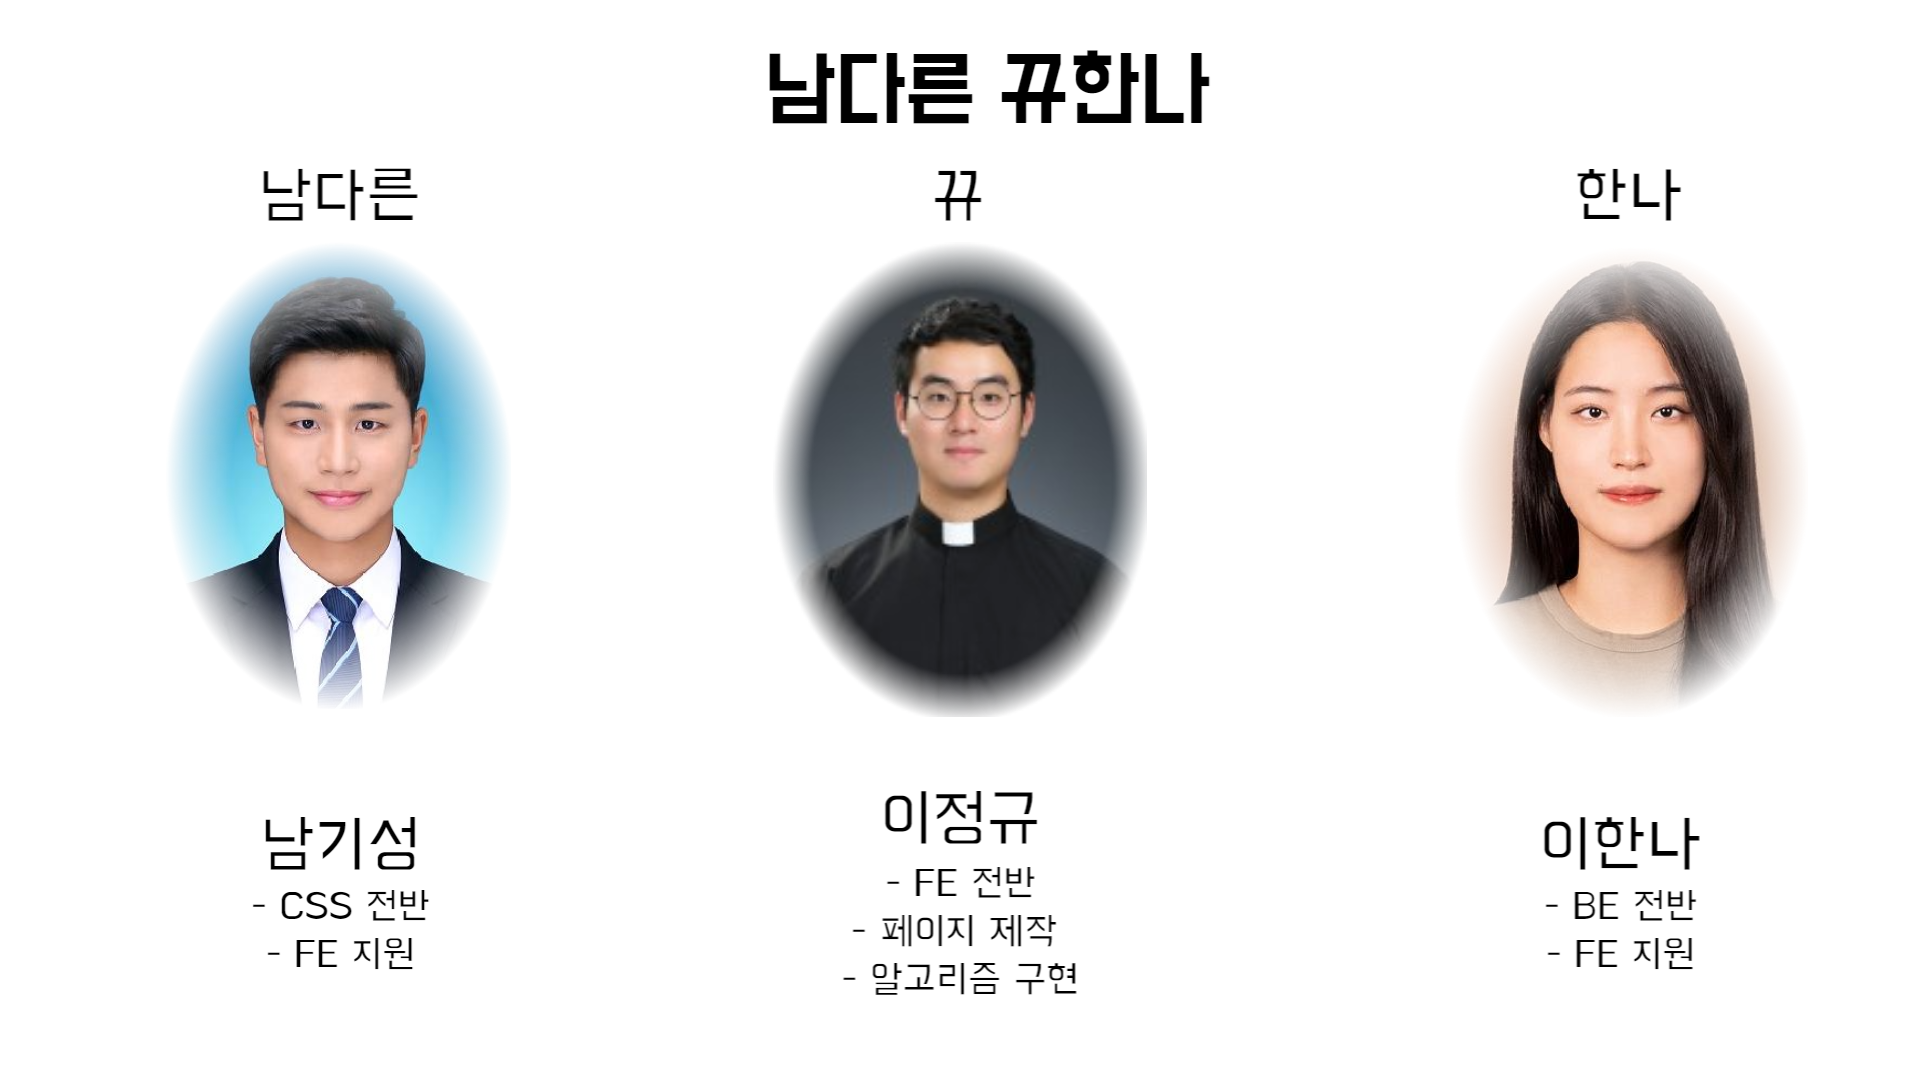 남다른 뀨한나
남다른
뀨
한나
남기성
- CSS 전반
- FE 지원
이정규
- FE 전반
- 페이지 제작
- 알고리즘 구현
이한나
- BE 전반
- FE 지원